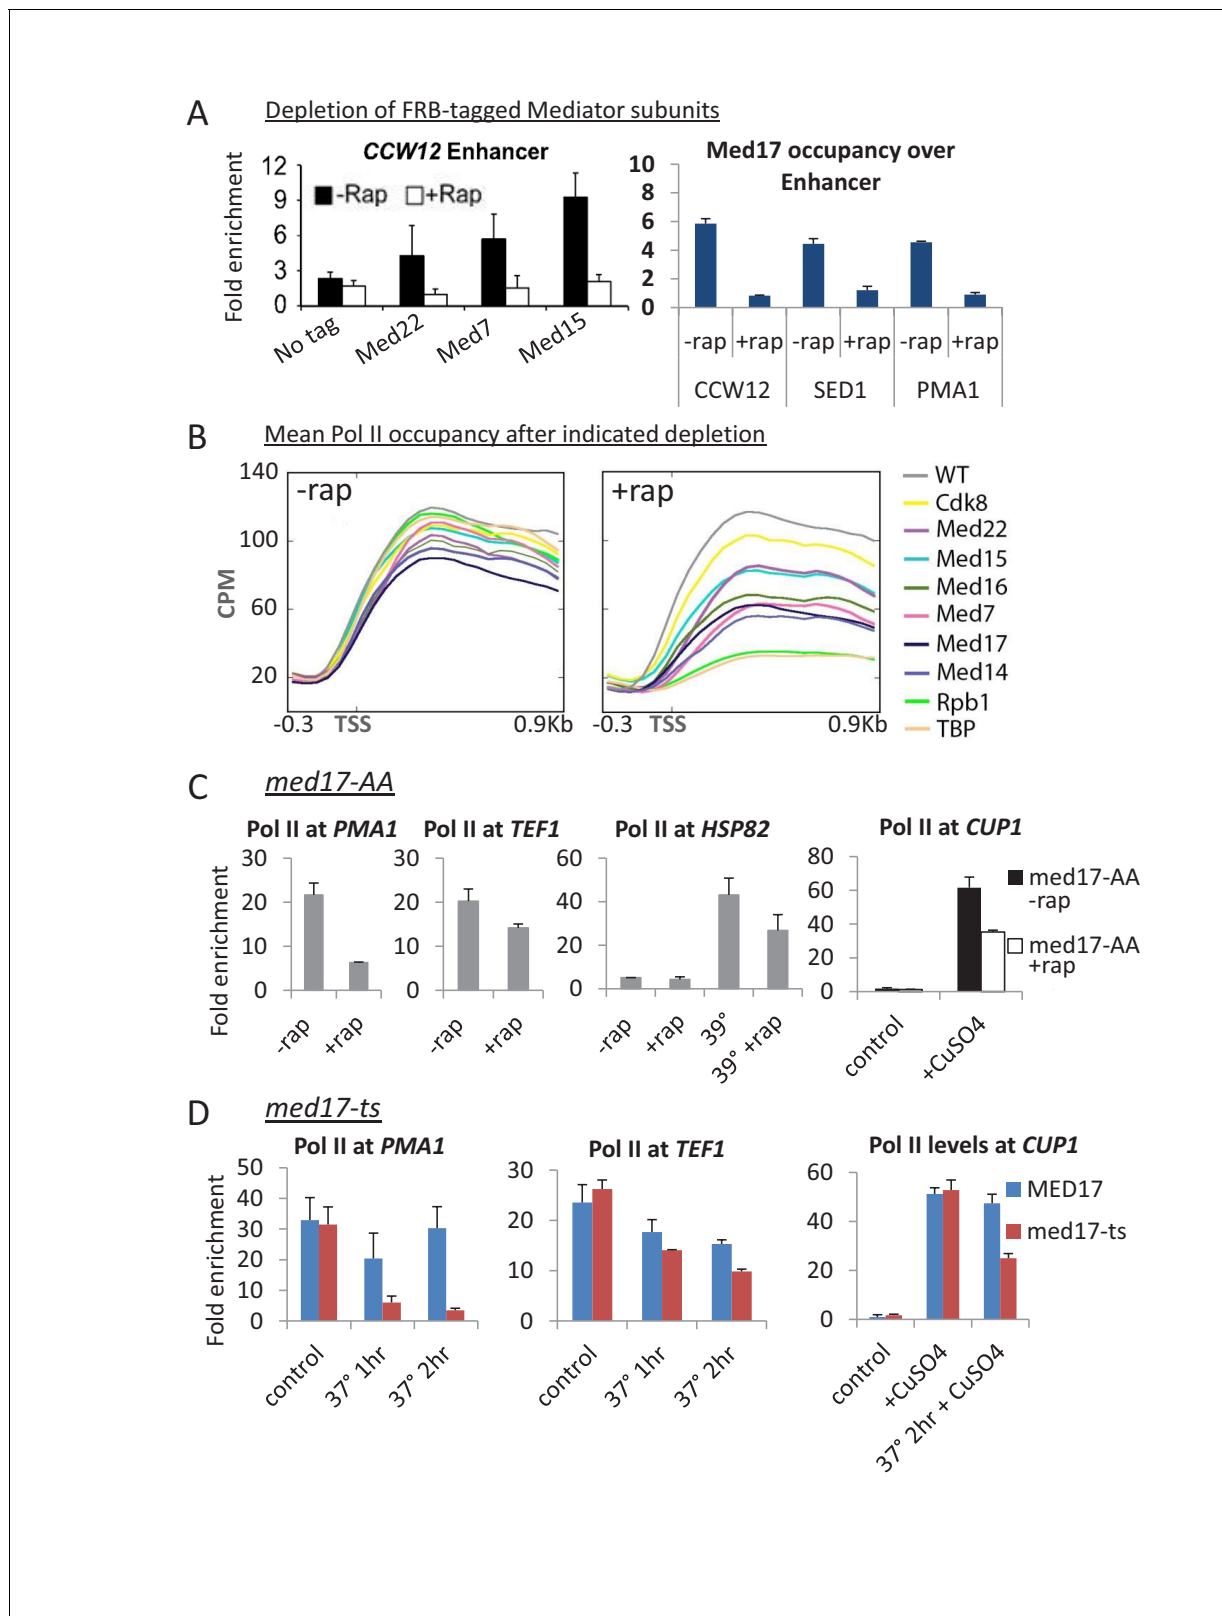 A Depletion of FRB-tagged Mediator subunits
CCW12 Enhancer
Fold enrichment
12
9
6
3
0
-Rap +Rap
No tag
Med22
Med7
Med15
Med17 occupancy over
Enhancer
10
8
6
4
2
0
-rap +rap -rap +rap -rap +rap
CCW12 SED1 PMA1
B Mean Pol II occupancy after indicated depletion
CPM
140
100
60
20
-rap
-0.3 TSS 0.9Kb
+rap
-0.3 TSS 0.9Kb
WT
Cdk8
Med22
Med15
Med16
Med7
Med17
Med14
Rpb1
TBP
C med17-AA
Fold enrichment
Pol II at PMA1
30
20
10
0
-rap
+rap
Pol II at TEF1
30
20
10
0
-rap
+rap
Pol II at HSP82
60
40
20
0
-rap
+rap
39°
39° +rap
Pol II at CUP1
80
60
40
20
0
control
+CuSO4
med17-AA
-rap
med17-AA
+rap
D med17-ts
Fold enrichment
Pol II at PMA1
50
40
30
20
10
0
control
37° 1hr
37° 2hr
Pol II at TEF1
30
20
10
0
control
37° 1hr
37° 2hr
Pol II levels at CUP1
60
40
20
0
control
+CuSO4
37° 2hr + CuSO4
MED17
med17-ts